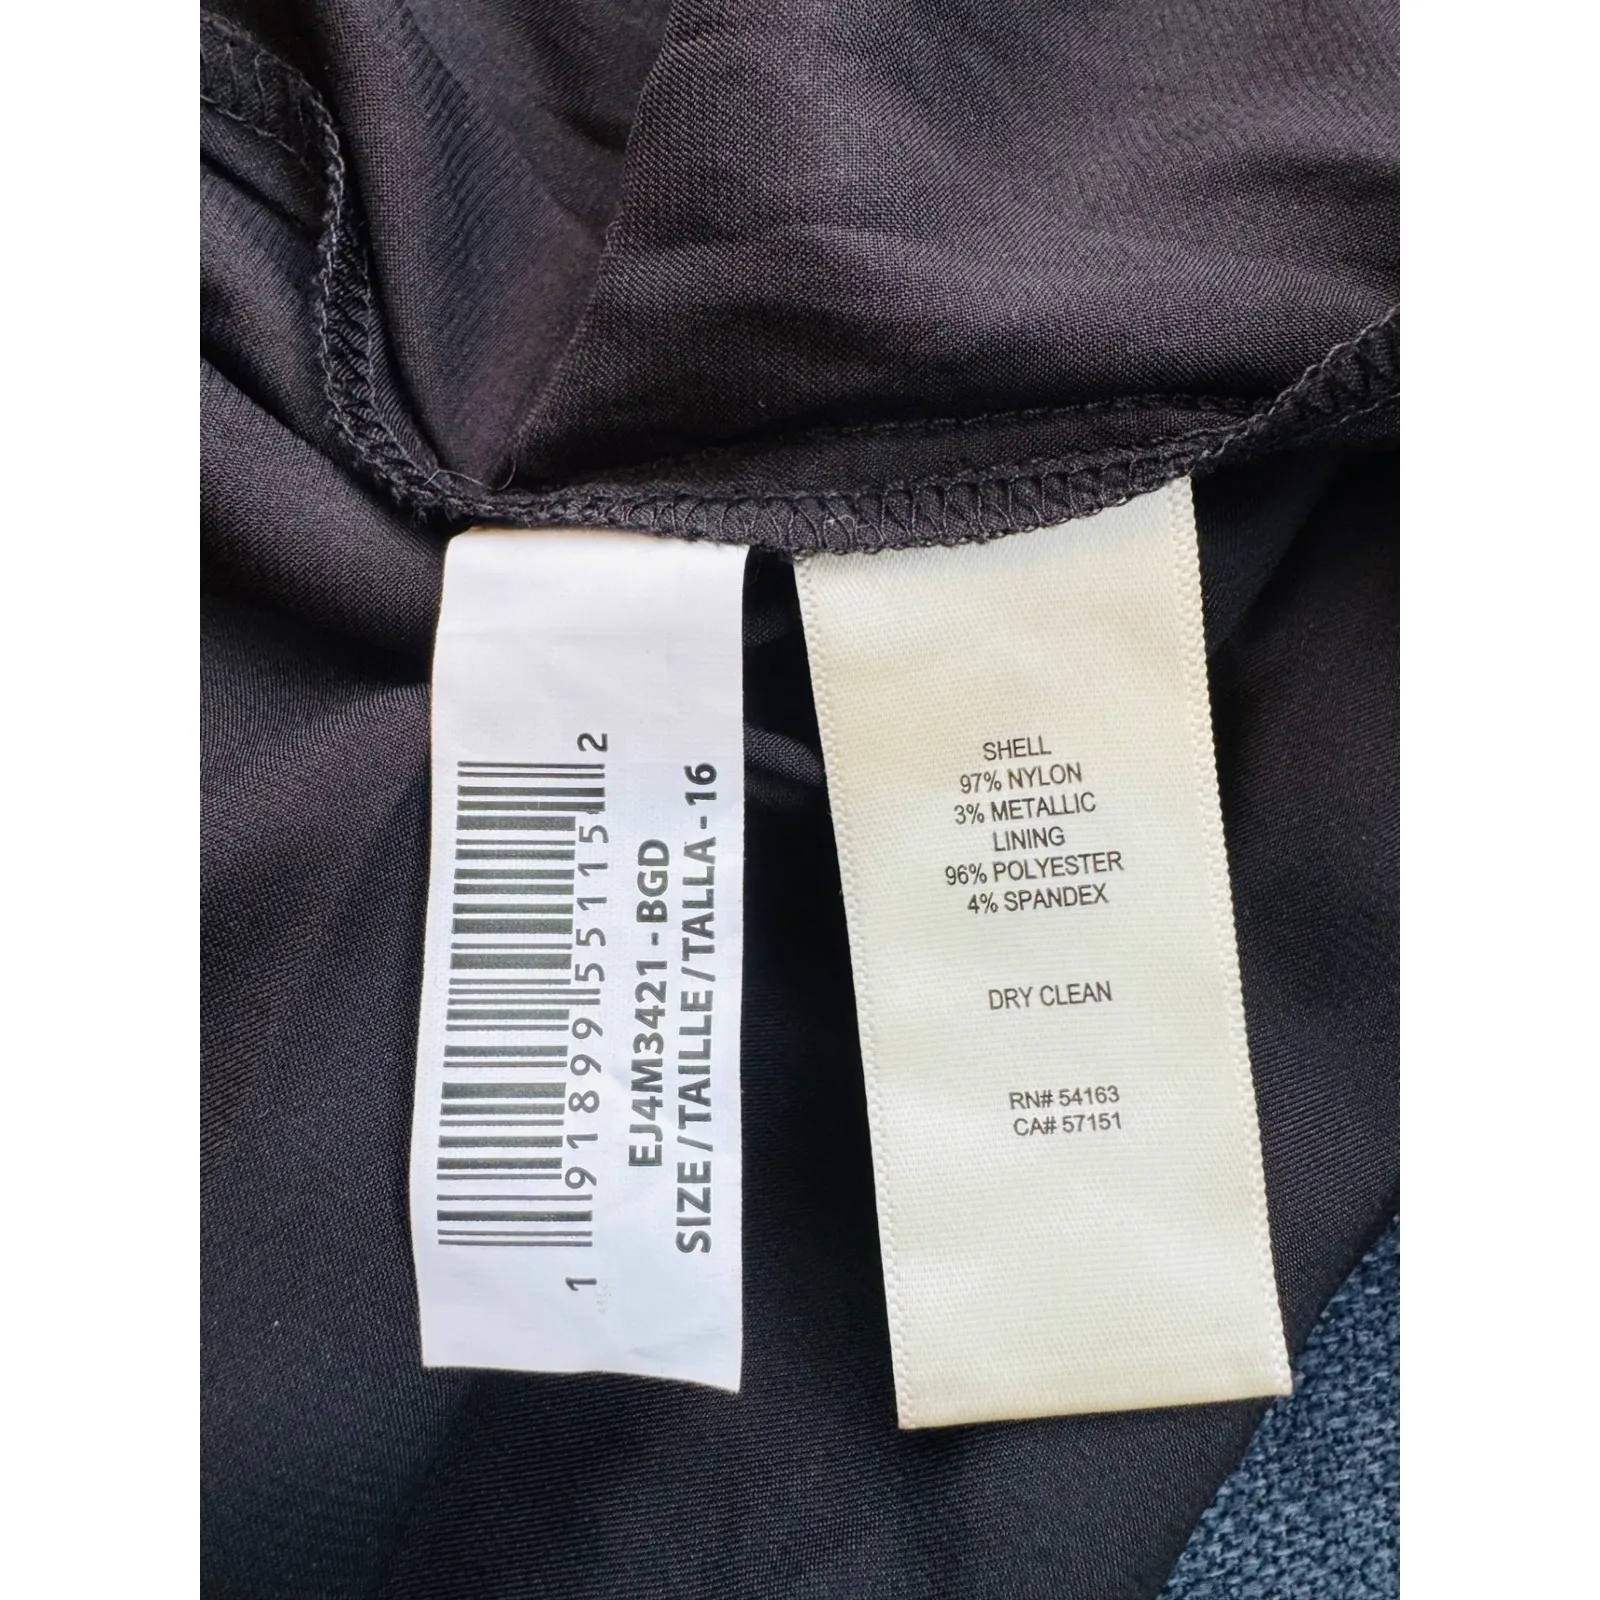 1 91899 55115 2
EJ4M3421-BGD
SIZE / TAILLE / TALLA - 16
SHELL
97% NYLON
3% METALLIC
LINING
96% POLYESTER
4% SPANDEX
DRY CLEAN
RN# 54163
CA# 57151